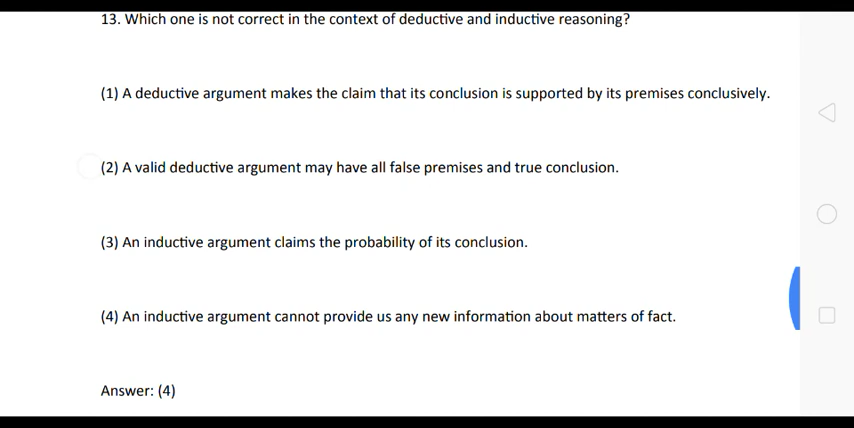 13. Which one is not correct in the context of deductive and inductive reasoning?
(1) A deductive argument makes the claim that its conclusion is supported by its premises conclusively.
(2) A valid deductive argument may have all false premises and true conclusion.
(3) An inductive argument claims the probability of its conclusion.
(4) An inductive argument cannot provide us any new information about matters of fact.
Answer: (4)